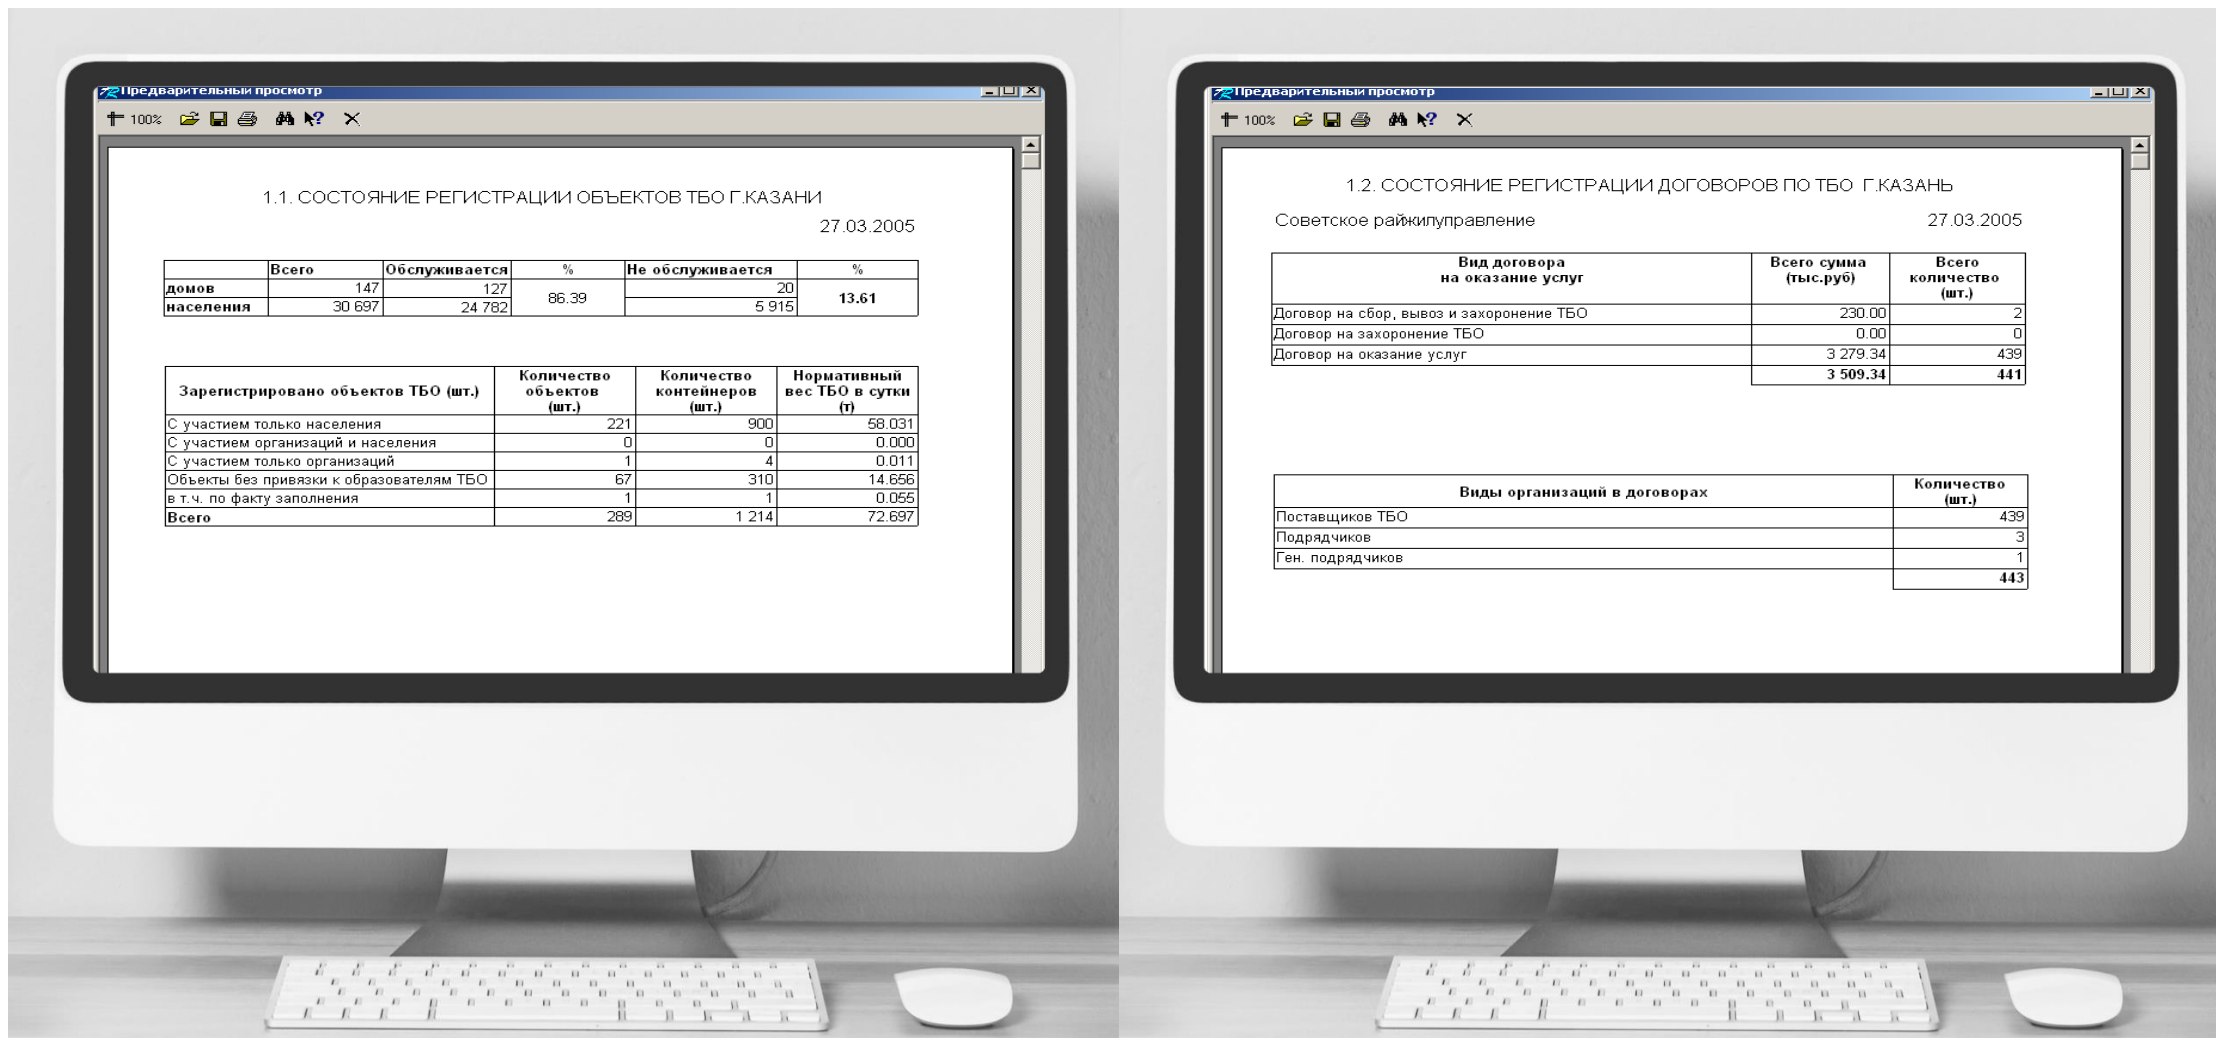 Предварительный просмотр
100%
1.1. СОСТОЯНИЕ РЕГИСТРАЦИИ ОБЪЕКТОВ ТБО Г.КАЗАНИ
27.03.2005
Всего Обслуживается % Не обслуживается %
домов 147 127 86.39 20 13.61
населения 30 697 24 782 5 915
Зарегистрировано объектов ТБО (шт.) Количество объектов (шт.) Количество контейнеров (шт.) Нормативный вес ТБО в сутки (т)
С участием только населения 221 900 58.031
С участием организаций и населения 0 0 0.000
С участием только организаций 1 4 0.011
Объекты без привязки к образователям ТБО 67 310 14.656
в т.ч. по факту заполнения 1 1 0.055
Всего 289 1 214 72.697
Предварительный просмотр
100%
1.2. СОСТОЯНИЕ РЕГИСТРАЦИИ ДОГОВОРОВ ПО ТБО Г.КАЗАНЬ
Советское райжилуправление 27.03.2005
Вид договора на оказание услуг Всего сумма (тыс.руб) Всего количество (шт.)
Договор на сбор, вывоз и захоронение ТБО 230.00 2
Договор на захоронение ТБО 0.00 0
Договор на оказание услуг 3 279.34 439
3 509.34 441
Виды организаций в договорах Количество (шт.)
Поставщиков ТБО 439
Подрядчиков 3
Ген. подрядчиков 1
443